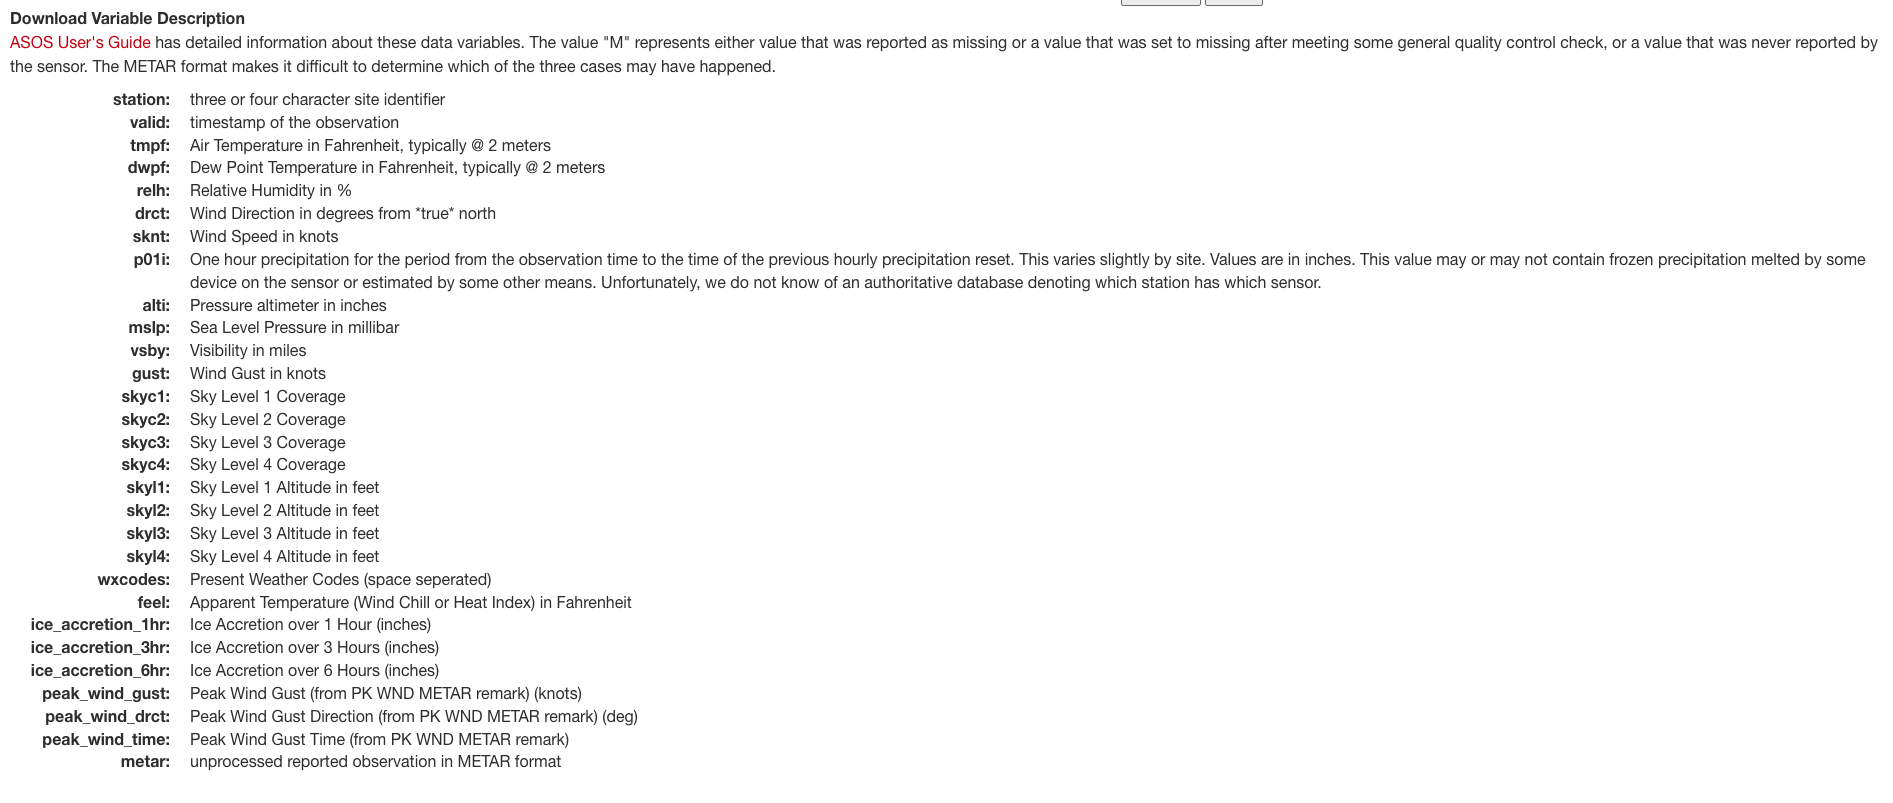 Download Variable Description
ASOS User's Guide has detailed information about these data variables. The value "M" represents either value that was reported as missing or a value that was set to missing after meeting some general quality control check, or a value that was never reported by
the sensor. The METAR format makes it difficult to determine which of the three cases may have happened.
station: three or four character site identifier
valid: timestamp of the observation
tmpf: Air Temperature in Fahrenheit, typically @ 2 meters
dwpf: Dew Point Temperature in Fahrenheit, typically @ 2 meters
relh: Relative Humidity in %
drct: Wind Direction in degrees from *true* north
sknt: Wind Speed in knots
p01i: One hour precipitation for the period from the observation time to the time of the previous hourly precipitation reset. This varies slightly by site. Values are in inches. This value may or may not contain frozen precipitation melted by some
device on the sensor or estimated by some other means. Unfortunately, we do not know of an authoritative database denoting which station has which sensor.
alti: Pressure altimeter in inches
mslp: Sea Level Pressure in millibar
vsby: Visibility in miles
gust: Wind Gust in knots
skyc1: Sky Level 1 Coverage
skyc2: Sky Level 2 Coverage
skyc3: Sky Level 3 Coverage
skyc4: Sky Level 4 Coverage
skyl1: Sky Level 1 Altitude in feet
skyl2: Sky Level 2 Altitude in feet
skyl3: Sky Level 3 Altitude in feet
skyl4: Sky Level 4 Altitude in feet
wxcodes: Present Weather Codes (space seperated)
feel: Apparent Temperature (Wind Chill or Heat Index) in Fahrenheit
ice_accretion_1hr: Ice Accretion over 1 Hour (inches)
ice_accretion_3hr: Ice Accretion over 3 Hours (inches)
ice_accretion_6hr: Ice Accretion over 6 Hours (inches)
peak_wind_gust: Peak Wind Gust (from PK WND METAR remark) (knots)
peak_wind_drct: Peak Wind Gust Direction (from PK WND METAR remark) (deg)
peak_wind_time: Peak Wind Gust Time (from PK WND METAR remark)
metar: unprocessed reported observation in METAR format